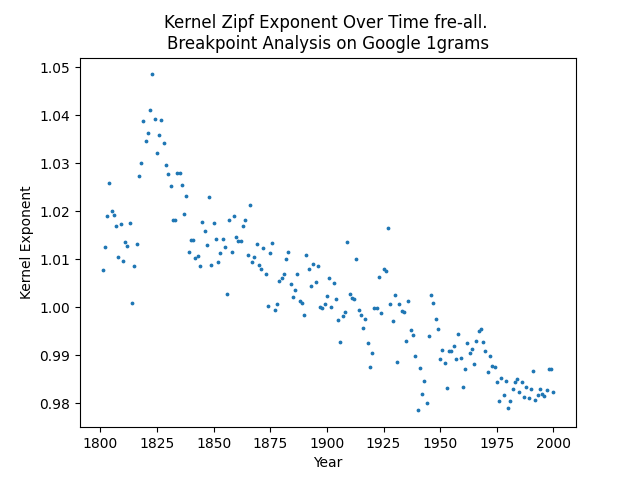 Kernel Zipf Exponent Over Time fre-all.
Breakpoint Analysis on Google 1grams
1.05
1.04
1.03
1.02
1.01
1.00
0.99
0.98
Kernel Exponent
1800 1825 1850 1875 1900 1925 1950 1975 2000
Year